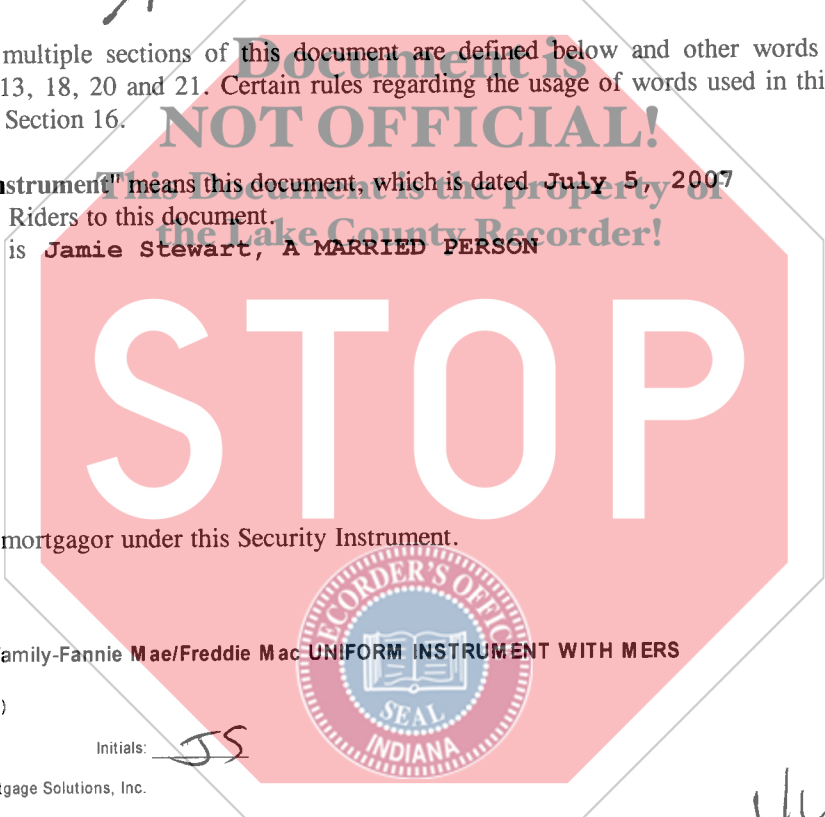 multiple sections of this document are defined below and other words
13, 18, 20 and 21. Certain rules regarding the usage of words used in thi
Section 16.
Document is
NOT OFFICIAL!
This Document is the property of
the Lake County Recorder!
nstrument" means this document, which is dated July 5, 2007
Riders to this document.
is Jamie Stewart, A MARRIED PERSON
STOP
mortgagor under this Security Instrument.
RECORDER'S OFFIC
SEAL
INDIANA
amily-Fannie Mae/Freddie Mac UNIFORM INSTRUMENT WITH MERS
)
Initials: JS
tgage Solutions, Inc.